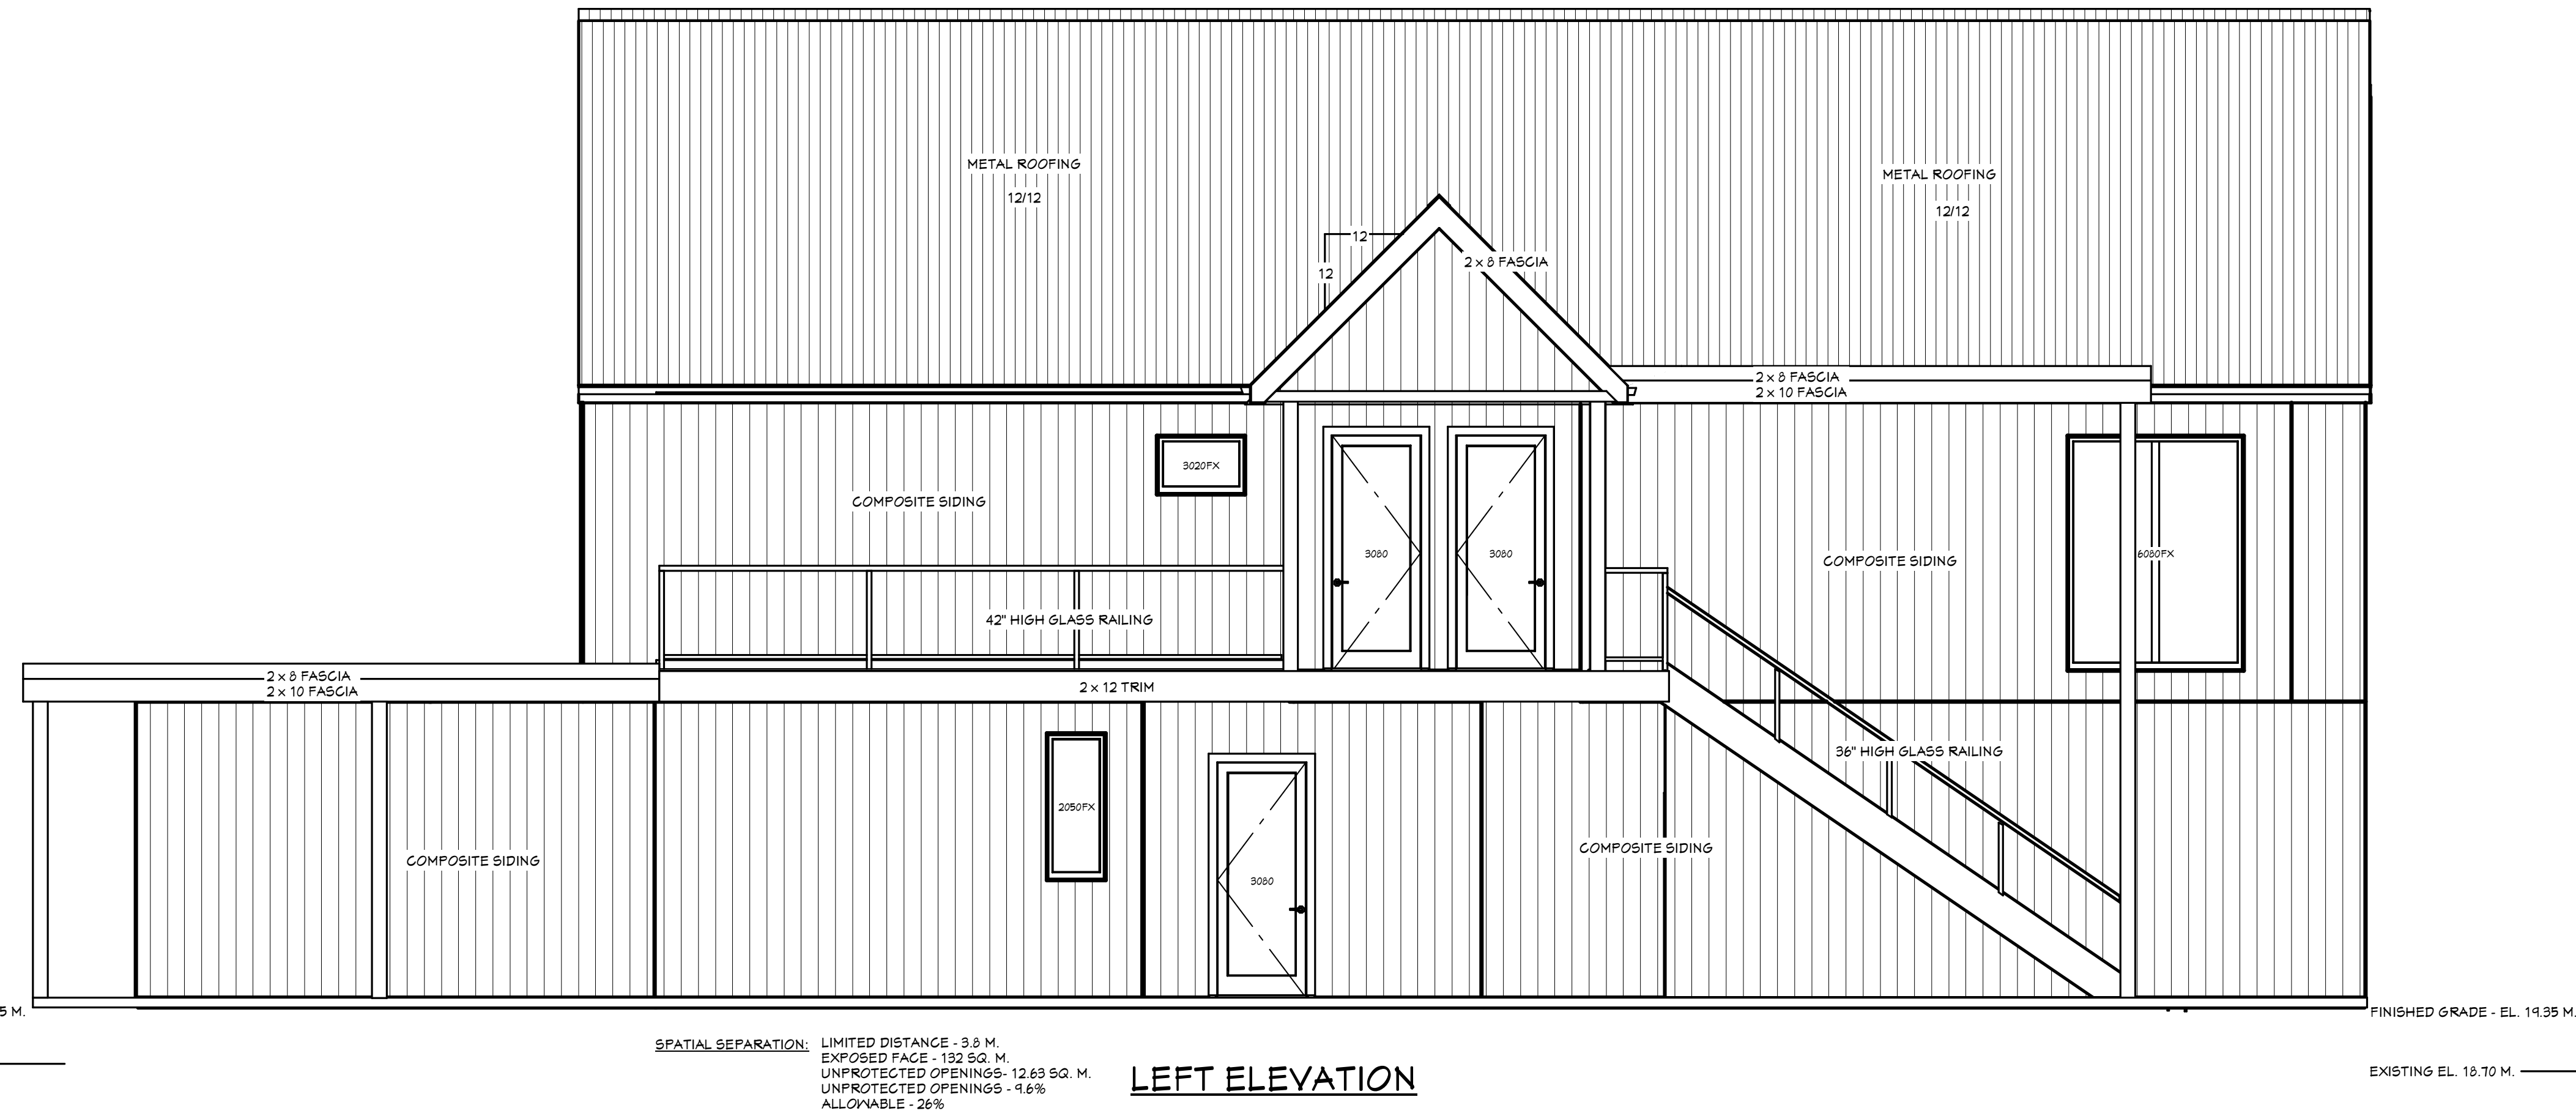 METAL ROOFING
12/12
METAL ROOFING
12/12
12
12
2 x 8 FASCIA
2 x 8 FASCIA
2 x 10 FASCIA
3020FX
COMPOSITE SIDING
3080
3080
COMPOSITE SIDING
6080FX
42" HIGH GLASS RAILING
2 x 8 FASCIA
2 x 10 FASCIA
2 x 12 TRIM
36" HIGH GLASS RAILING
2050FX
COMPOSITE SIDING
3080
COMPOSITE SIDING
5 M.
FINISHED GRADE - EL. 19.35 M.
SPATIAL SEPARATION:
LIMITED DISTANCE - 3.8 M.
EXPOSED FACE - 132 SQ. M.
UNPROTECTED OPENINGS- 12.63 SQ. M.
UNPROTECTED OPENINGS - 9.6%
ALLOWABLE - 26%
LEFT ELEVATION
EXISTING EL. 18.70 M.